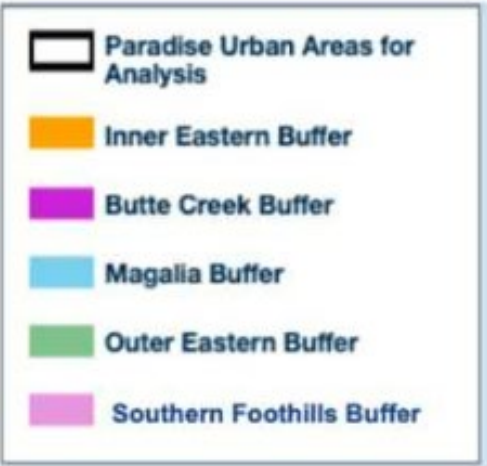 Paradise Urban Areas for
Analysis
Inner Eastern Buffer
Butte Creek Buffer
Magalia Buffer
Outer Eastern Buffer
Southern Foothills Buffer